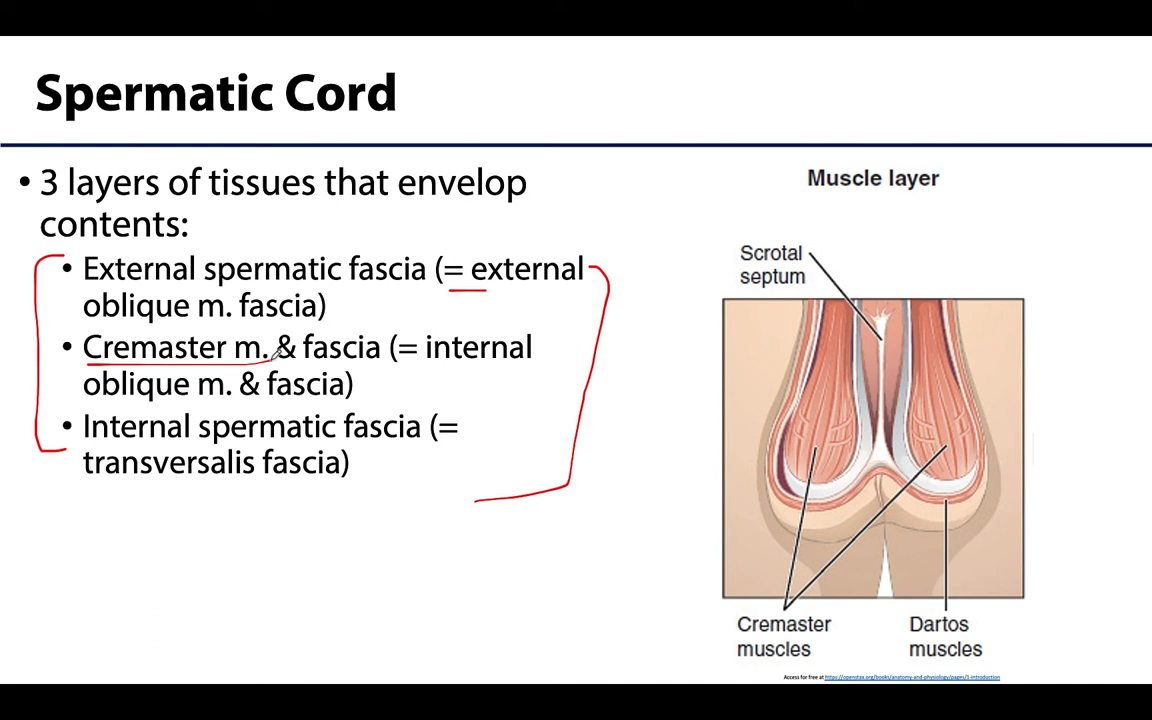 Spermatic Cord
• 3 layers of tissues that envelop
contents:
• External spermatic fascia (= external
oblique m. fascia)
• Cremaster m. & fascia (= internal
oblique m. & fascia)
• Internal spermatic fascia (=
transversalis fascia)
Muscle layer
Scrotal
septum
Cremaster
muscles
Dartos
muscles
Access for free at https://openstax.org/books/anatomy-and-physiology/pages/1-introduction